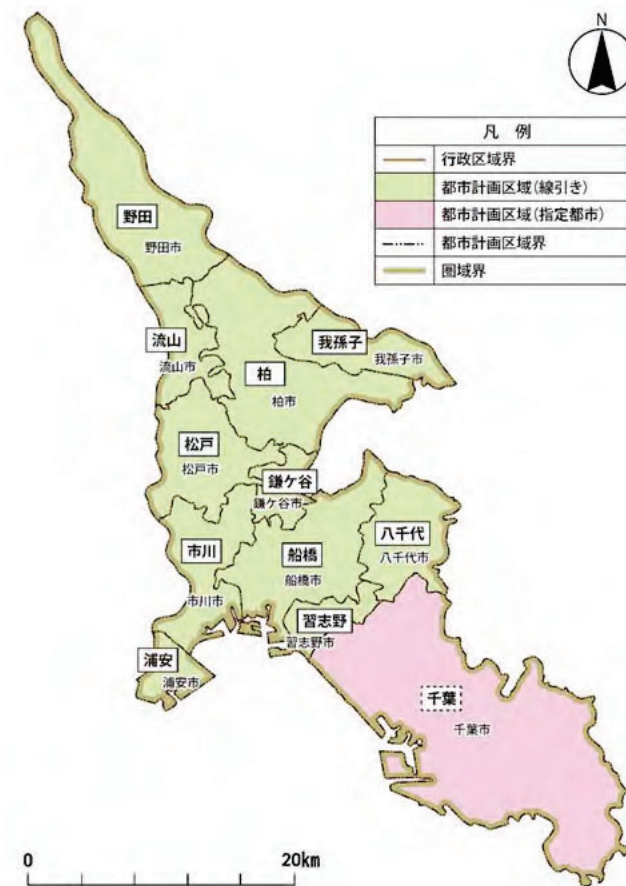 N
凡 例
行政区域界
都市計画区域(線引き)
都市計画区域(指定都市)
都市計画区域界
圏域界
野田
野田市
流山
流山市
我孫子
我孫子市
柏
柏市
松戸
松戸市
鎌ケ谷
鎌ケ谷市
八千代
八千代市
市川
市川市
船橋
船橋市
習志野
習志野市
浦安
浦安市
千葉
千葉市
0 20km